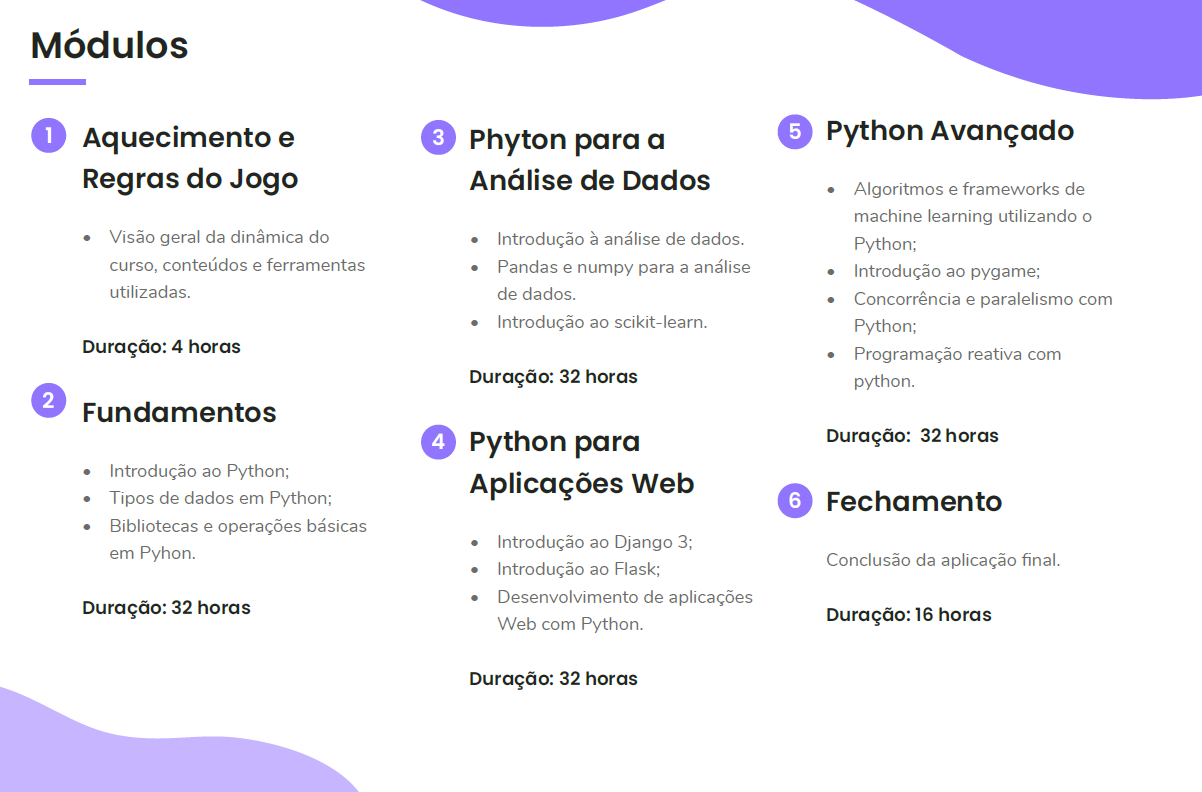 Módulos
1
Aquecimento e
Regras do Jogo
• Visão geral da dinâmica do
curso, conteúdos e ferramentas
utilizadas.
Duração: 4 horas
2
Fundamentos
• Introdução ao Python;
• Tipos de dados em Python;
• Bibliotecas e operações básicas
em Pyhon.
Duração: 32 horas
3
Phyton para a
Análise de Dados
• Introdução à análise de dados.
• Pandas e numpy para a análise
de dados.
• Introdução ao scikit-learn.
Duração: 32 horas
4
Python para
Aplicações Web
• Introdução ao Django 3;
• Introdução ao Flask;
• Desenvolvimento de aplicações
Web com Python.
Duração: 32 horas
5
Python Avançado
• Algoritmos e frameworks de
machine learning utilizando o
Python;
• Introdução ao pygame;
• Concorrência e paralelismo com
Python;
• Programação reativa com
python.
Duração: 32 horas
6
Fechamento
Conclusão da aplicação final.
Duração: 16 horas